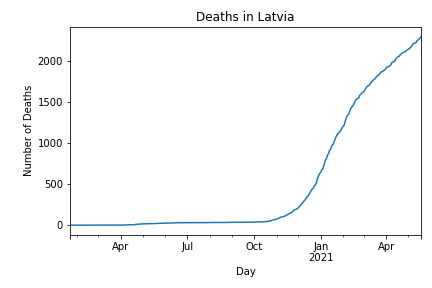 Deaths in Latvia
Number of Deaths
2000
1500
1000
500
0
Apr
Jul
Oct
Jan
2021
Apr
Day